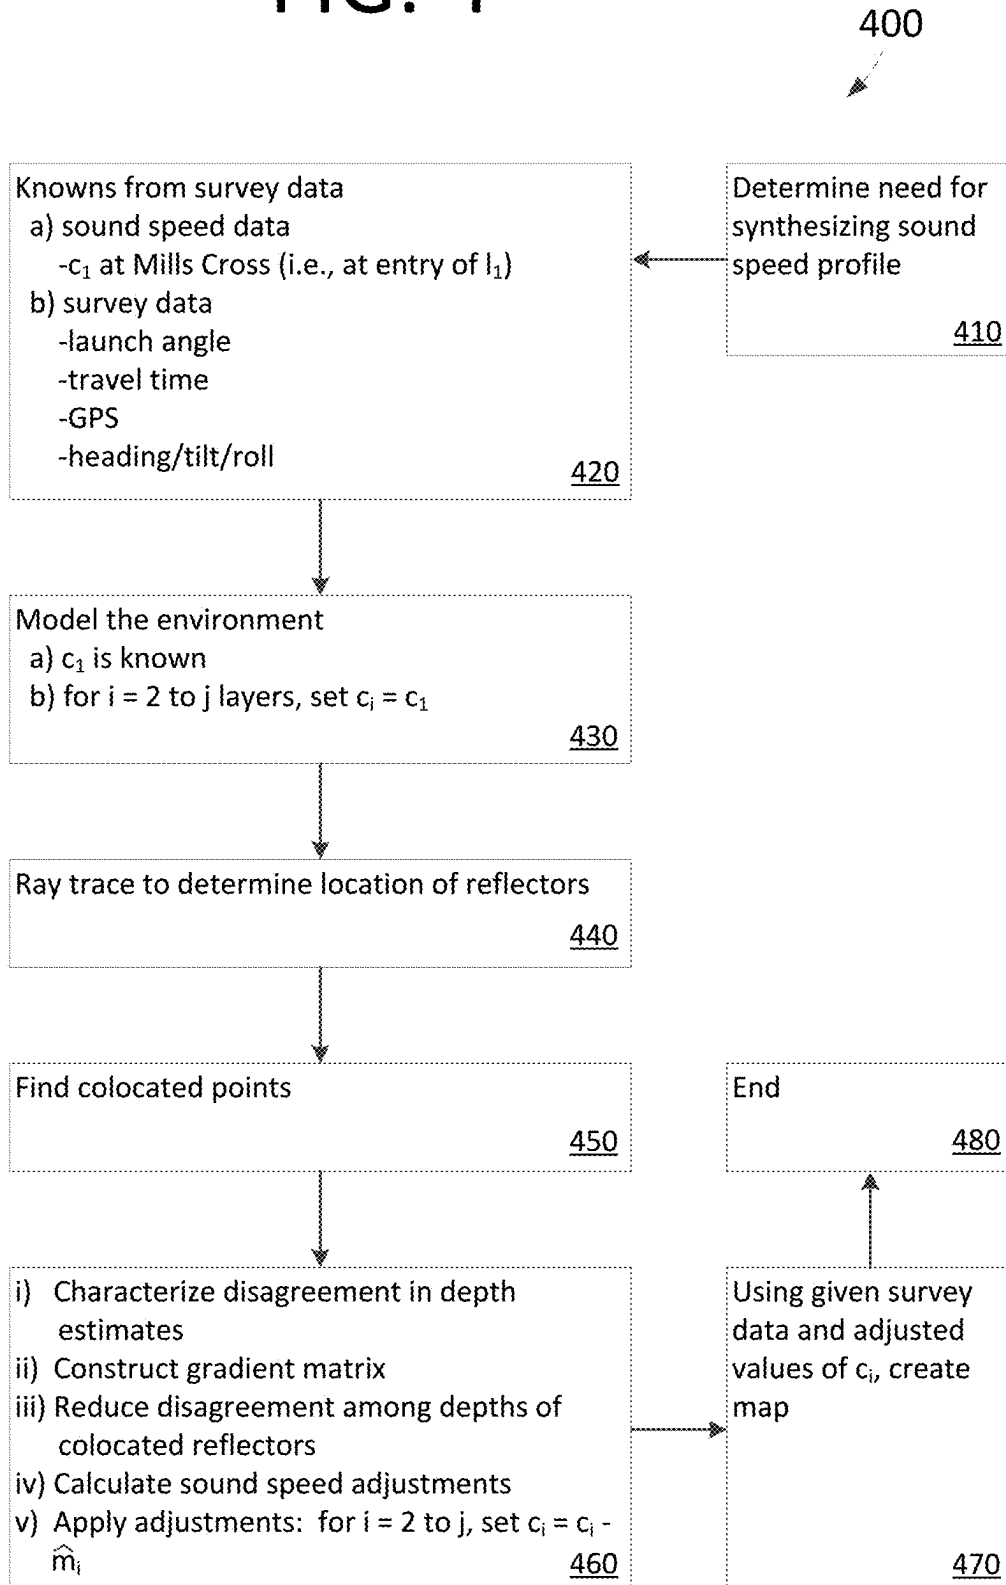 400
Determine need for
synthesizing sound
speed profile
410
Knowns from survey data
a) sound speed data
-c₁ at Mills Cross (i.e., at entry of l₁)
b) survey data
-launch angle
-travel time
-GPS
-heading/tilt/roll
420
Model the environment
a) c₁ is known
b) for i = 2 to j layers, set cᵢ = c₁
430
Ray trace to determine location of reflectors
440
Find colocated points
450
i) Characterize disagreement in depth
estimates
ii) Construct gradient matrix
iii) Reduce disagreement among depths of
colocated reflectors
iv) Calculate sound speed adjustments
v) Apply adjustments: for i = 2 to j, set cᵢ = cᵢ -
m̂ᵢ
460
Using given survey
data and adjusted
values of cᵢ, create
map
470
End
480